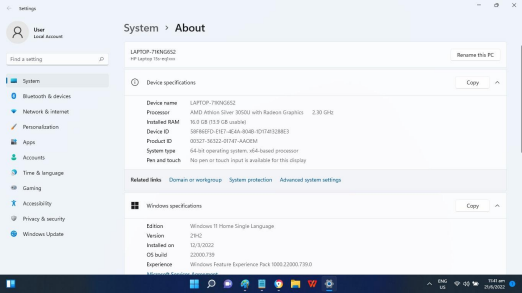 Settings
User
Local Account
Find a setting
System
Bluetooth & devices
Network & internet
Personalization
Apps
Accounts
Time & language
Gaming
Accessibility
Privacy & security
Windows Update
System > About
LAPTOP-71KNG652
HP Laptop 15s-eq1xxx
Rename this PC
Device specifications
Copy
Device name LAPTOP-71KNG652
Processor AMD Athlon Silver 3050U with Radeon Graphics 2.30 GHz
Installed RAM 16.0 GB (13.9 GB usable)
Device ID
Product ID
System type 64-bit operating system, x64-based processor
Pen and touch No pen or touch input is available for this display
Related links Domain or workgroup System protection Advanced system settings
Windows specifications
Copy
Edition Windows 11 Home Single Language
Version 21H2
Installed on 12/3/2022
OS build 22000.739
Experience Windows Feature Experience Pack 1000.22000.739.0
Microsoft Services Agreement
ENG
US
11:41 am
21/6/2022